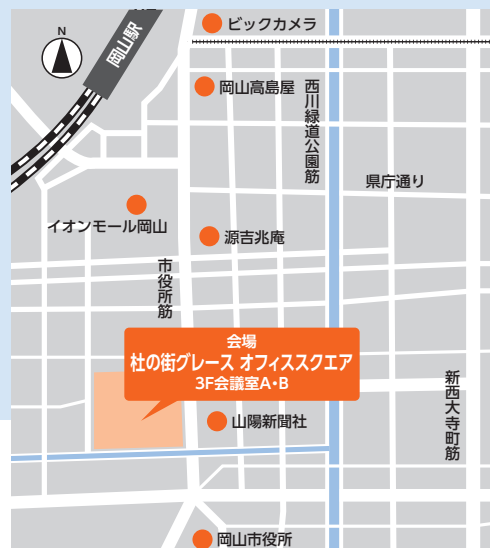 ビックカメラ
N
岡山駅
岡山高島屋
西川緑道公園筋
県庁通り
イオンモール岡山
源吉兆庵
市役所筋
会場
杜の街グレース オフィススクエア
3F会議室A・B
新西大寺町筋
山陽新聞社
岡山市役所